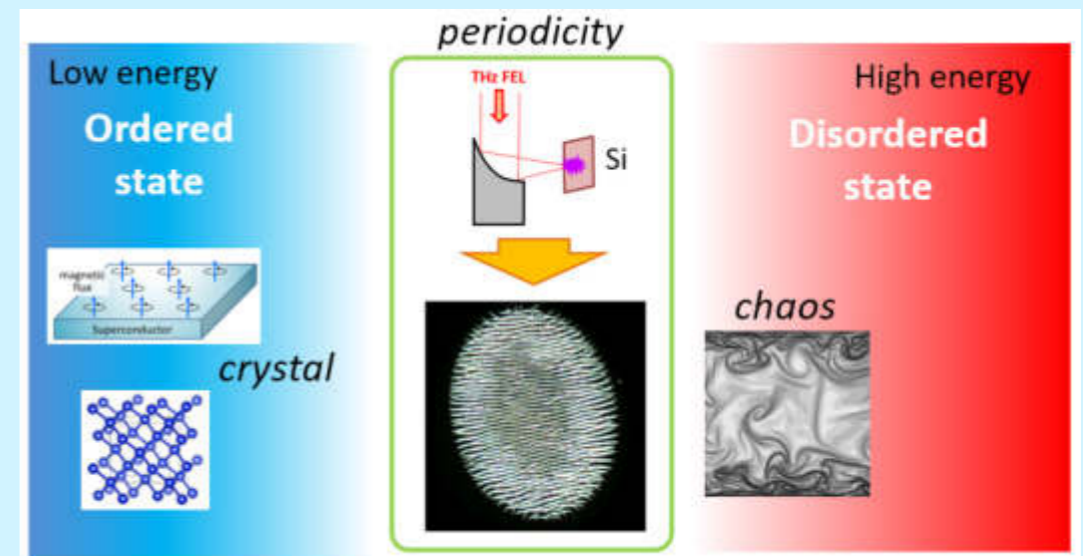 periodicity
Low energy
Ordered
state
magnetic
flux
Superconductor
crystal
THz FEL
Si
High energy
Disordered
state
chaos